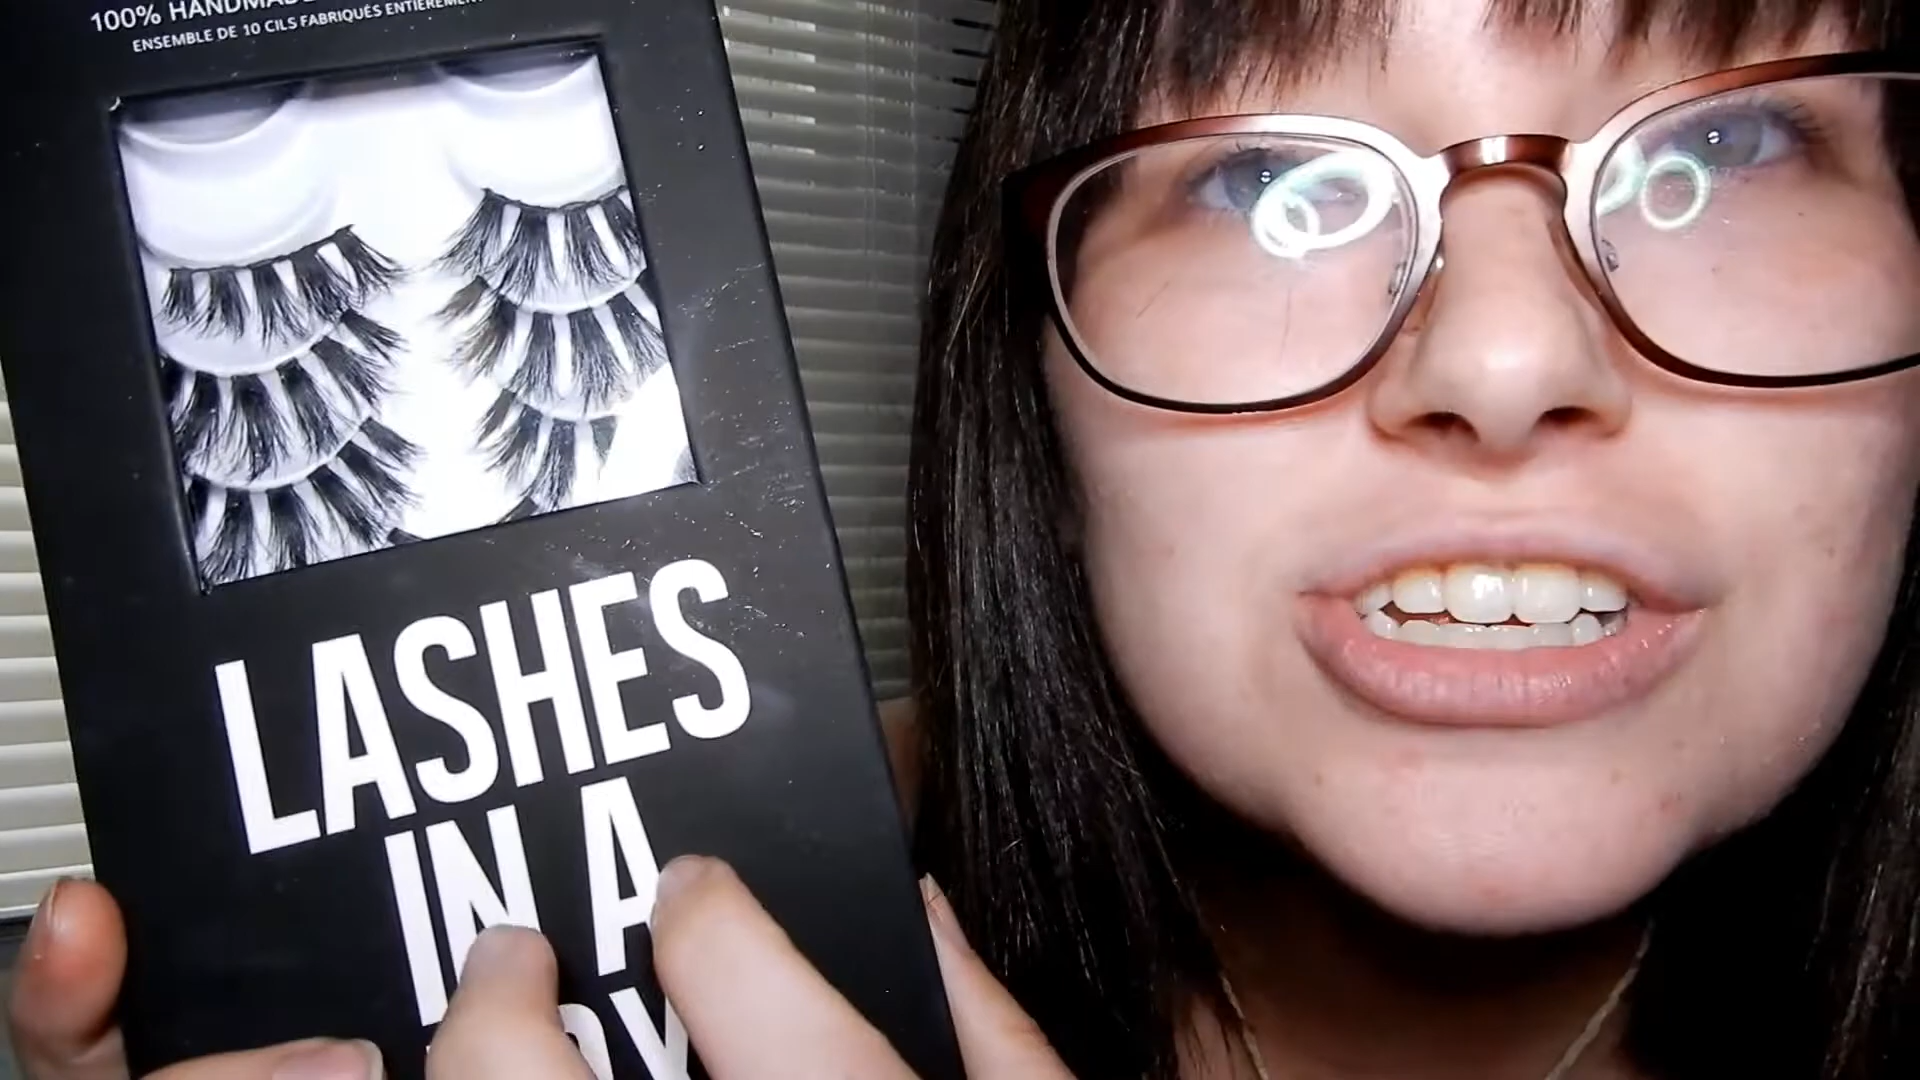 100% HANDMADE
ENSEMBLE DE 10 CILS FABRIQUÉS ENTIÈREMENT
LASHES
IN A